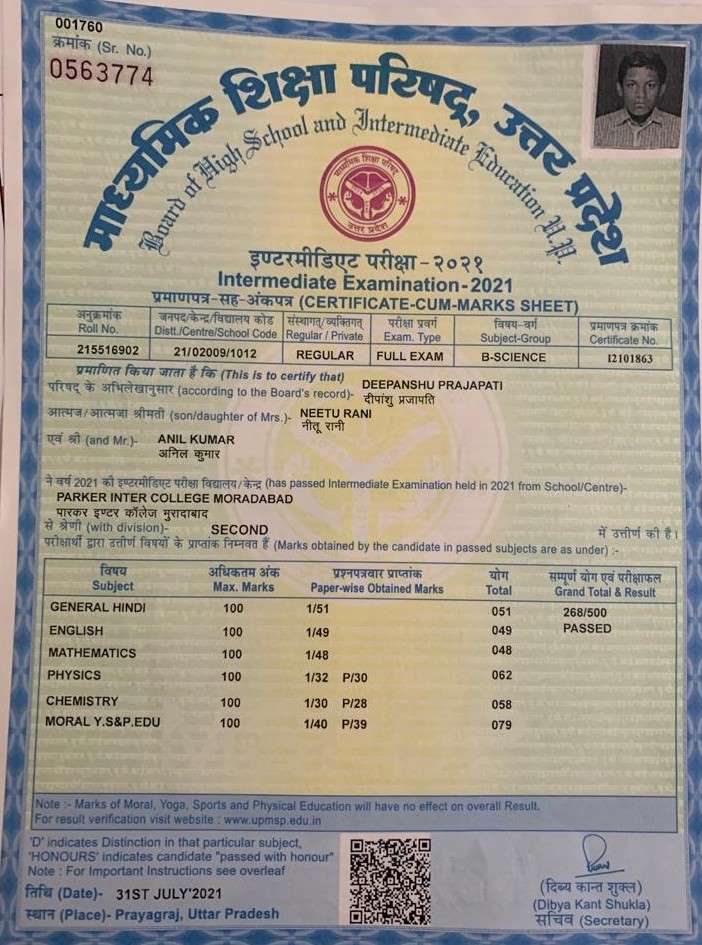 001760
क्रमांक (Sr. No.)
0563774
माध्यमिक शिक्षा परिषद्, उत्तर प्रदेश
Board of High School and Intermediate Education U.P.
माध्यमिक शिक्षा परिषद
उत्तर प्रदेश
इण्टरमीडिएट परीक्षा-२०२१
Intermediate Examination-2021
प्रमाणपत्र-सह-अंकपत्र (CERTIFICATE-CUM-MARKS SHEET)
अनुक्रमांक जनपद/केन्द्र/विद्यालय कोड संस्थागत/व्यक्तिगत परीक्षा प्रवर्ग विषय-वर्ग प्रमाणपत्र क्रमांक
Roll No. Distt./Centre/School Code Regular / Private Exam. Type Subject-Group Certificate No.
215516902 21/02009/1012 REGULAR FULL EXAM B-SCIENCE I2101863
प्रमाणित किया जाता है कि (This is to certify that)
परिषद के अभिलेखानुसार (according to the Board's record)- DEEPANSHU PRAJAPATI
दीपांशु प्रजापति
आत्मज/आत्मजा श्रीमती (son/daughter of Mrs.)- NEETU RANI
नीतू रानी
एवं श्री (and Mr.)- ANIL KUMAR
अनिल कुमार
ने वर्ष 2021 की इण्टरमीडिएट परीक्षा विद्यालय/केन्द्र (has passed Intermediate Examination held in 2021 from School/Centre)-
PARKER INTER COLLEGE MORADABAD
पारकर इण्टर कॉलेज मुरादाबाद
से श्रेणी (with division)- SECOND में उत्तीर्ण की है।
परीक्षार्थी द्वारा उत्तीर्ण विषयों के प्राप्तांक निम्नवत हैं (Marks obtained by the candidate in passed subjects are as under) :-
विषय अधिकतम अंक प्रश्नपत्रवार प्राप्तांक योग सम्पूर्ण योग एवं परीक्षाफल
Subject Max. Marks Paper-wise Obtained Marks Total Grand Total & Result
GENERAL HINDI 100 1/51 051 268/500
ENGLISH 100 1/49 049 PASSED
MATHEMATICS 100 1/48 048
PHYSICS 100 1/32 P/30 062
CHEMISTRY 100 1/30 P/28 058
MORAL Y.S&P.EDU 100 1/40 P/39 079
Note :- Marks of Moral, Yoga, Sports and Physical Education will have no effect on overall Result.
For result verification visit website : www.upmsp.edu.in
'D' indicates Distinction in that particular subject,
'HONOURS' indicates candidate "passed with honour"
Note : For Important Instructions see overleaf
तिथि (Date)- 31ST JULY'2021
स्थान (Place)- Prayagraj, Uttar Pradesh
(दिब्य कान्त शुक्ल)
(Dibya Kant Shukla)
सचिव (Secretary)